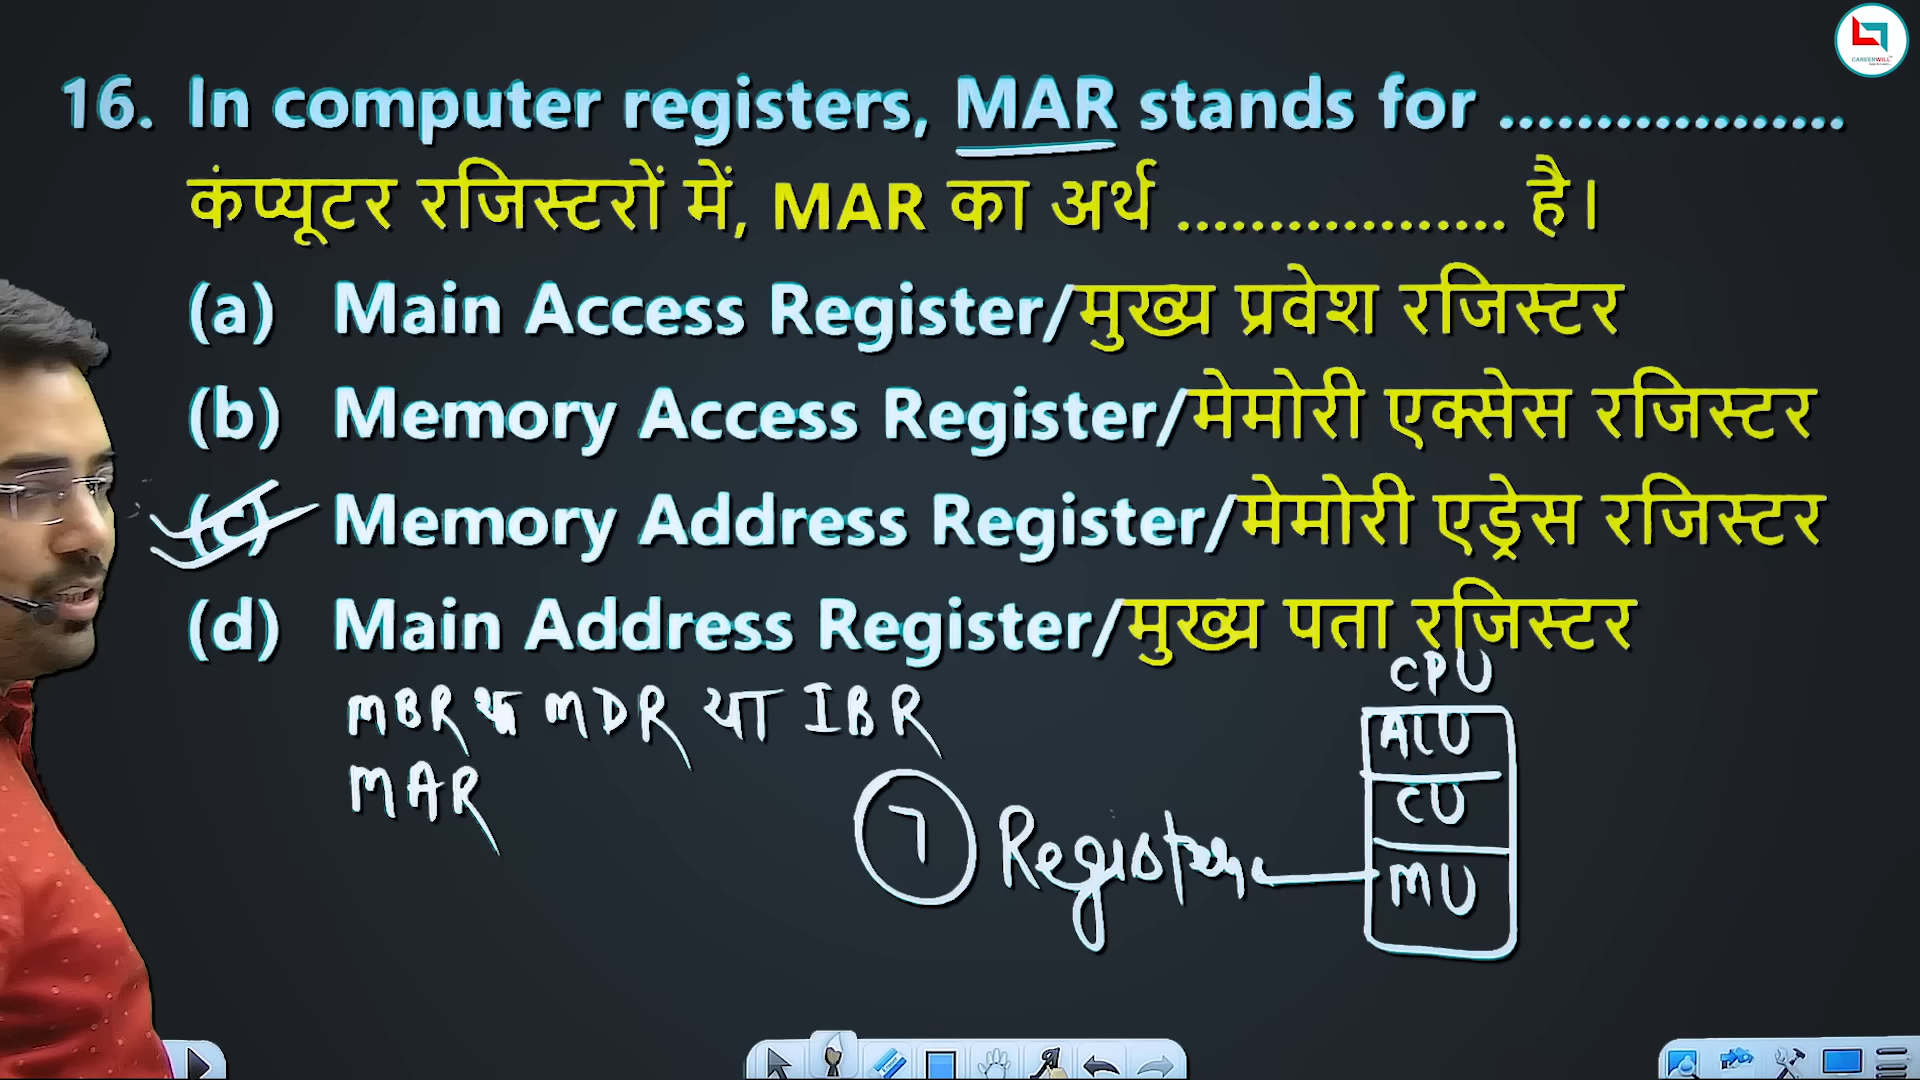 CAREERWILL
16. In computer registers, MAR stands for ..................
कंप्यूटर रजिस्टरों में, MAR का अर्थ .................. है।
(a) Main Access Register/मुख्य प्रवेश रजिस्टर
(b) Memory Access Register/मेमोरी एक्सेस रजिस्टर
(c) Memory Address Register/मेमोरी एड्रेस रजिस्टर
(d) Main Address Register/मुख्य पता रजिस्टर
CPU
MBR MDR या IBR
ALU
MAR
CU
7 Register
MU